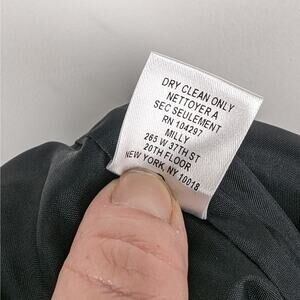 DRY CLEAN ONLY
NETTOYER A
SEC SEULEMENT
RN 104297
MILLY
265 W 37TH ST
20TH FLOOR
NEW YORK, NY 10018